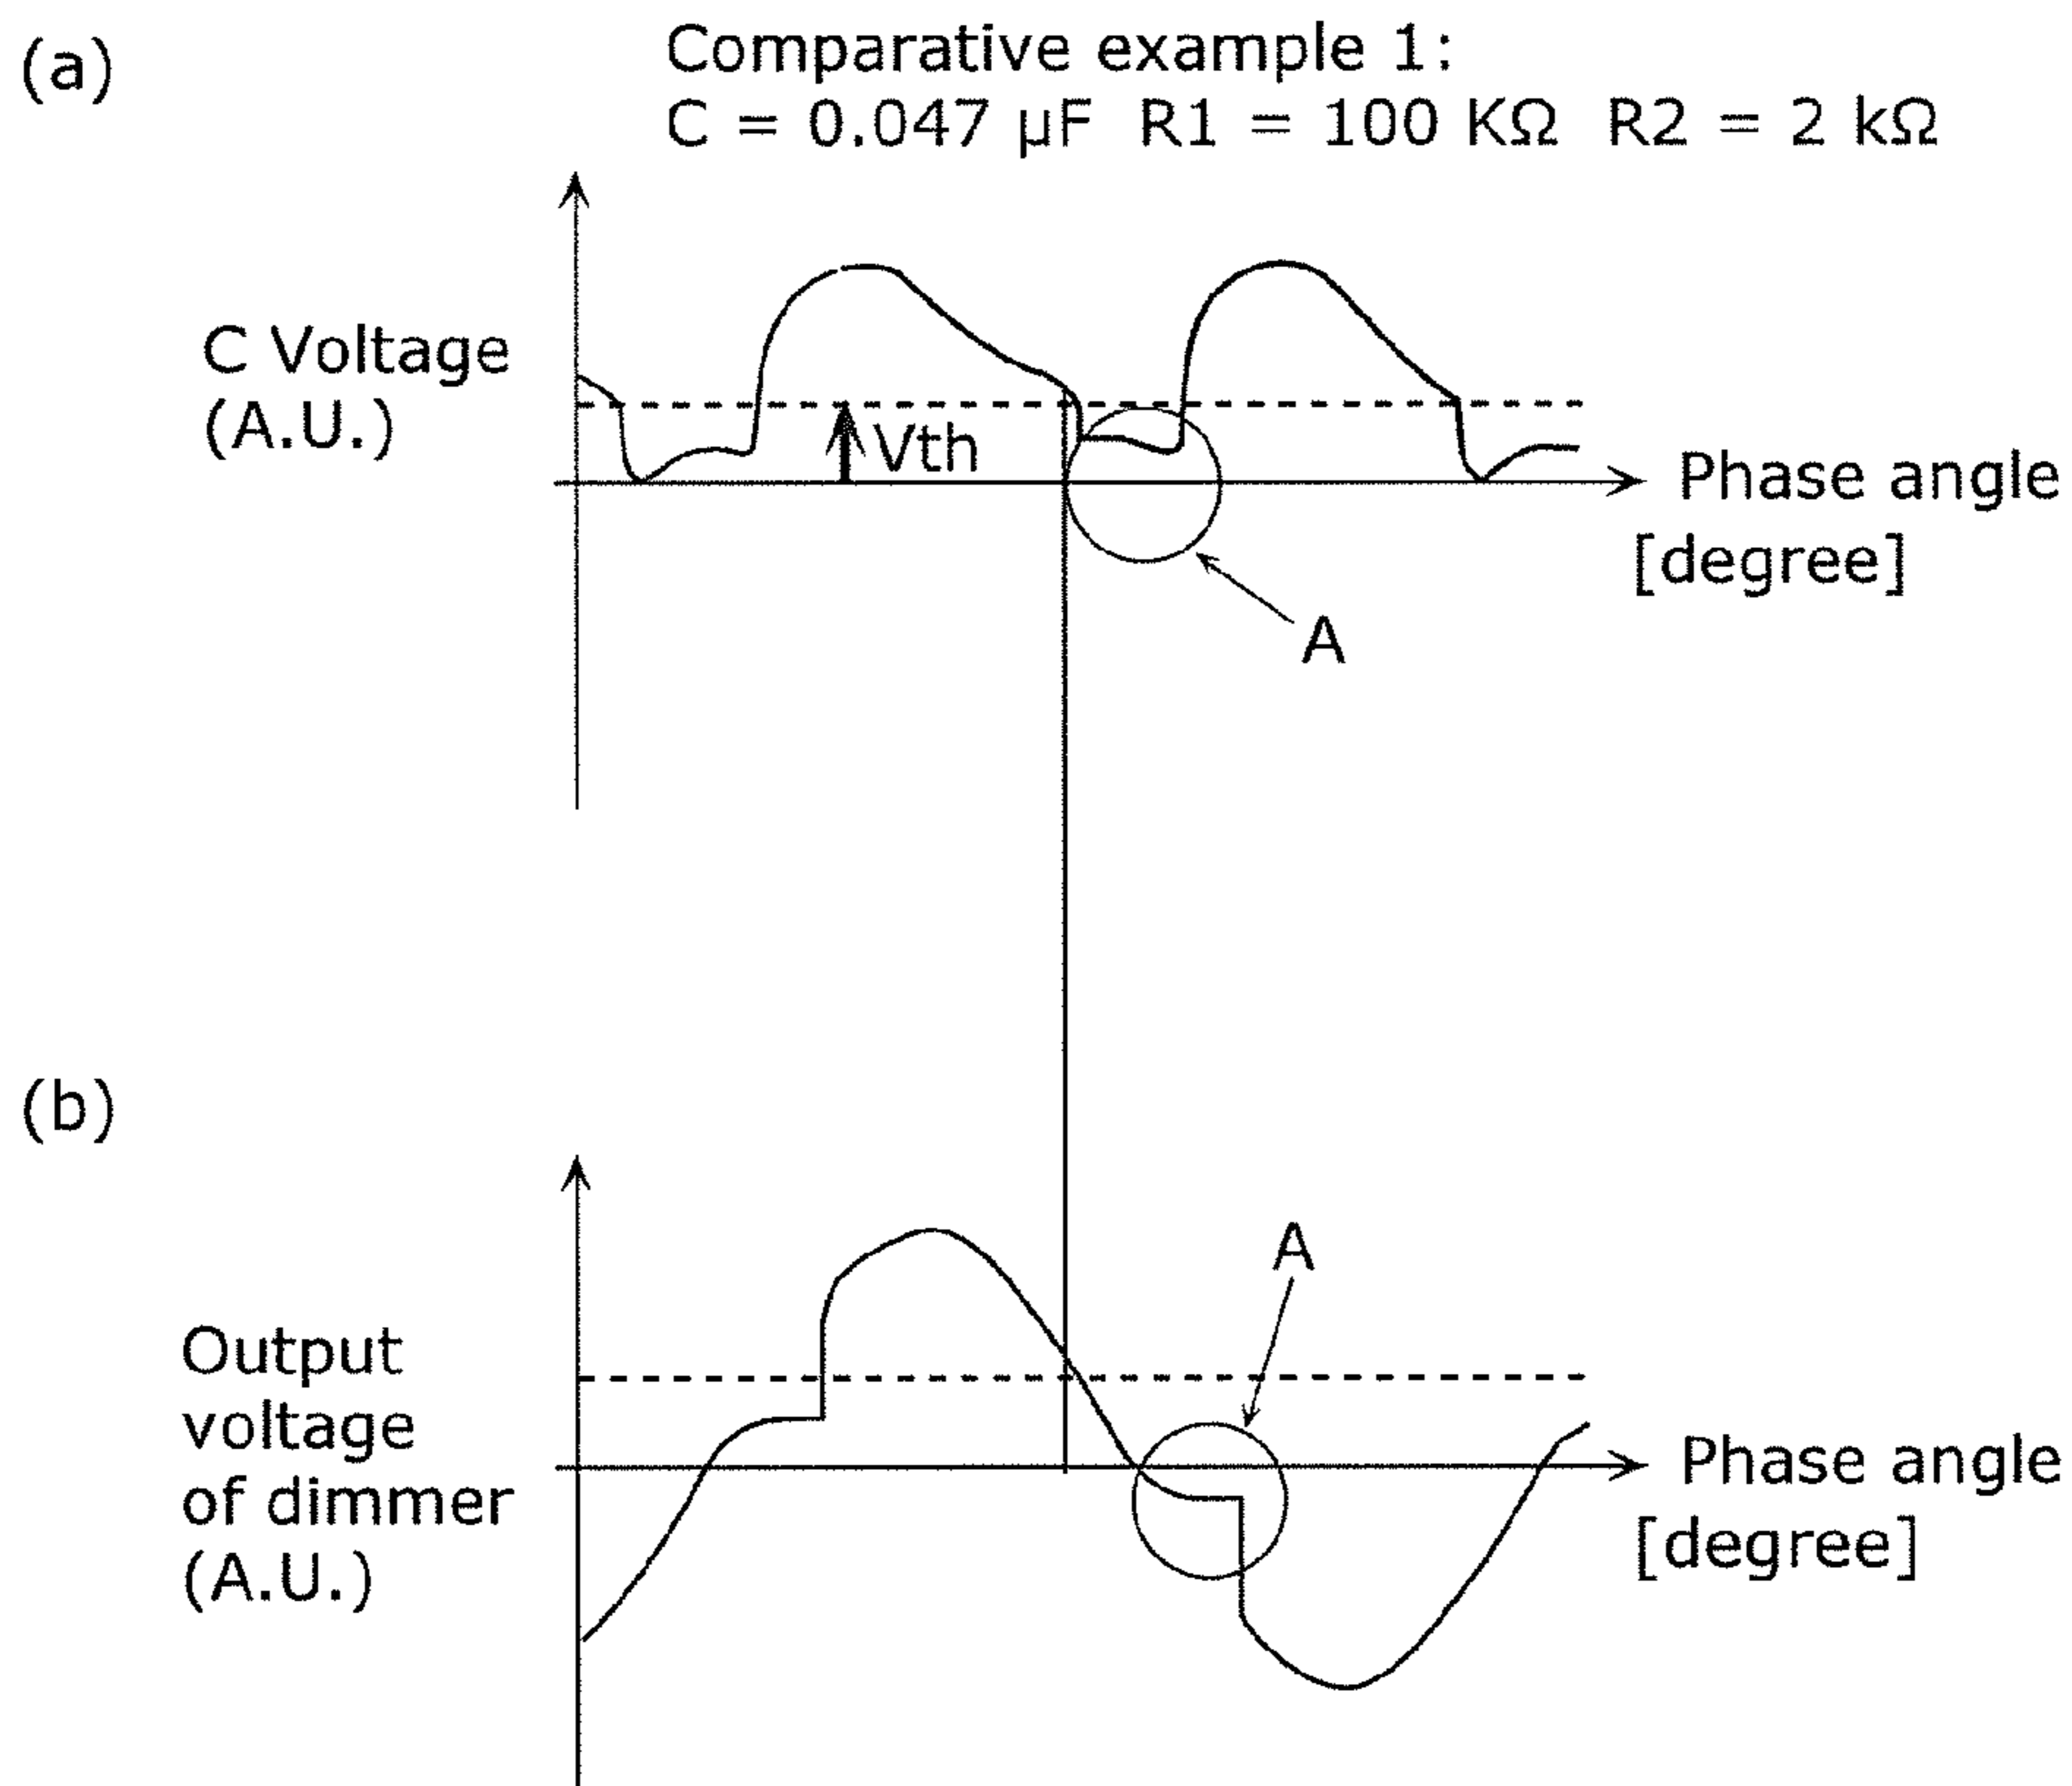 (a)
Comparative example 1:
C = 0.047 µF R1 = 100 KΩ R2 = 2 kΩ
C Voltage
(A.U.)
Vth
Phase angle
[degree]
A
(b)
A
Output
voltage
of dimmer
(A.U.)
Phase angle
[degree]